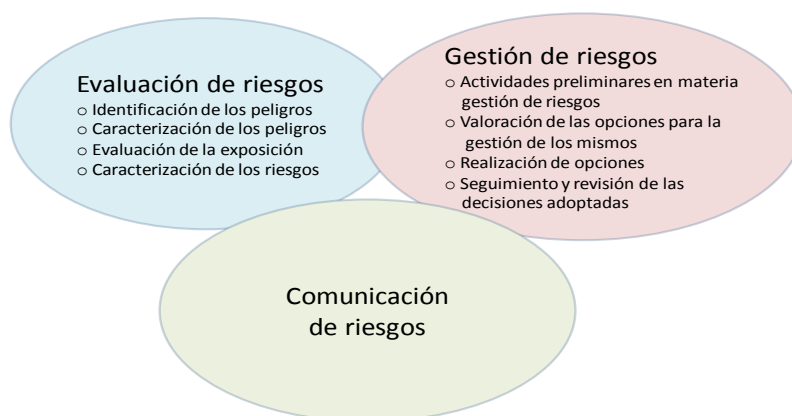 Evaluación de riesgos
o Identificación de los peligros
o Caracterización de los peligros
o Evaluación de la exposición
o Caracterización de los riesgos
Gestión de riesgos
o Actividades preliminares en materia
gestión de riesgos
o Valoración de las opciones para la
gestión de los mismos
o Realización de opciones
o Seguimiento y revisión de las
decisiones adoptadas
Comunicación
de riesgos